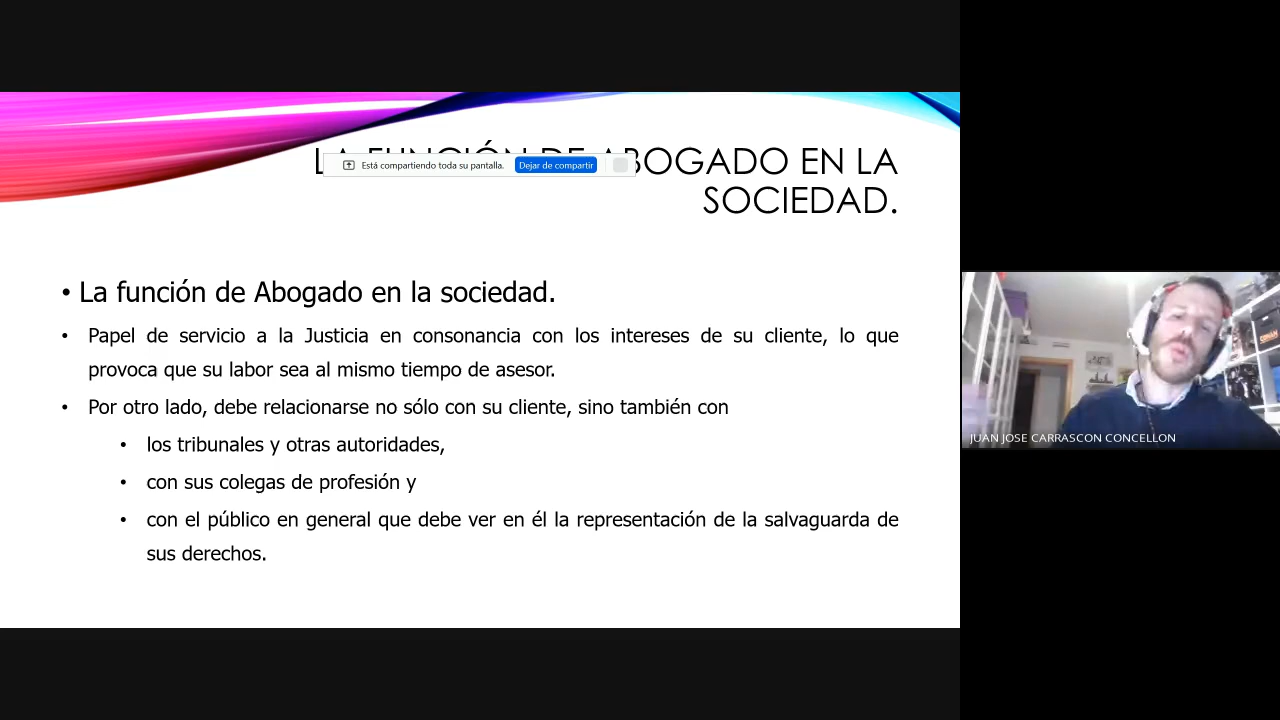 LA FUNCIÓN DE ABOGADO EN LA
SOCIEDAD.
Está compartiendo toda su pantalla. Dejar de compartir
• La función de Abogado en la sociedad.
• Papel de servicio a la Justicia en consonancia con los intereses de su cliente, lo que
provoca que su labor sea al mismo tiempo de asesor.
• Por otro lado, debe relacionarse no sólo con su cliente, sino también con
• los tribunales y otras autoridades,
• con sus colegas de profesión y
• con el público en general que debe ver en él la representación de la salvaguarda de
sus derechos.
JUAN JOSE CARRASCON CONCELLON